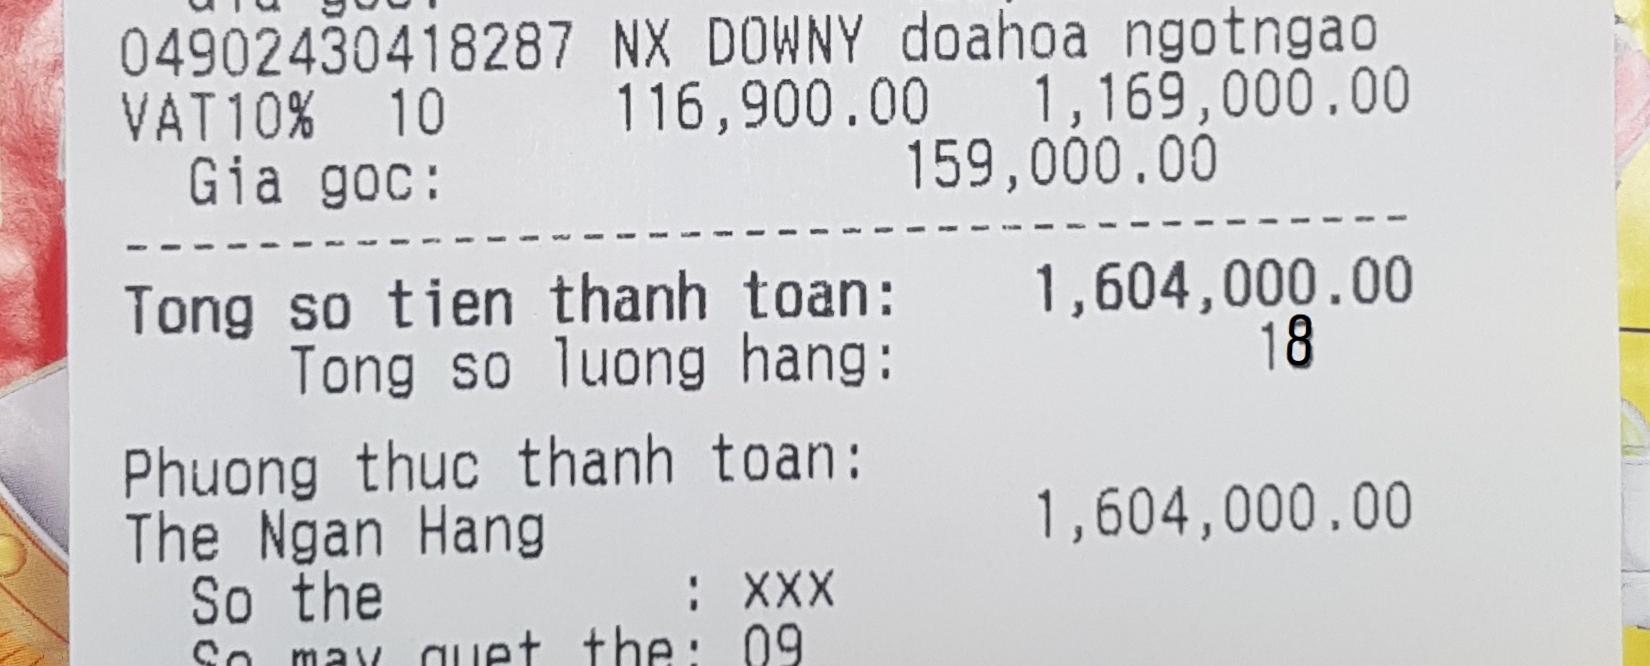 Gia goc:
04902430418287 NX DOWNY doahoa ngotngao
VAT10% 10 116,900.00 1,169,000.00
Gia goc: 159,000.00
Tong so tien thanh toan: 1,604,000.00
Tong so luong hang: 18
Phuong thuc thanh toan:
The Ngan Hang 1,604,000.00
So the : XXX
So may quet the: 09